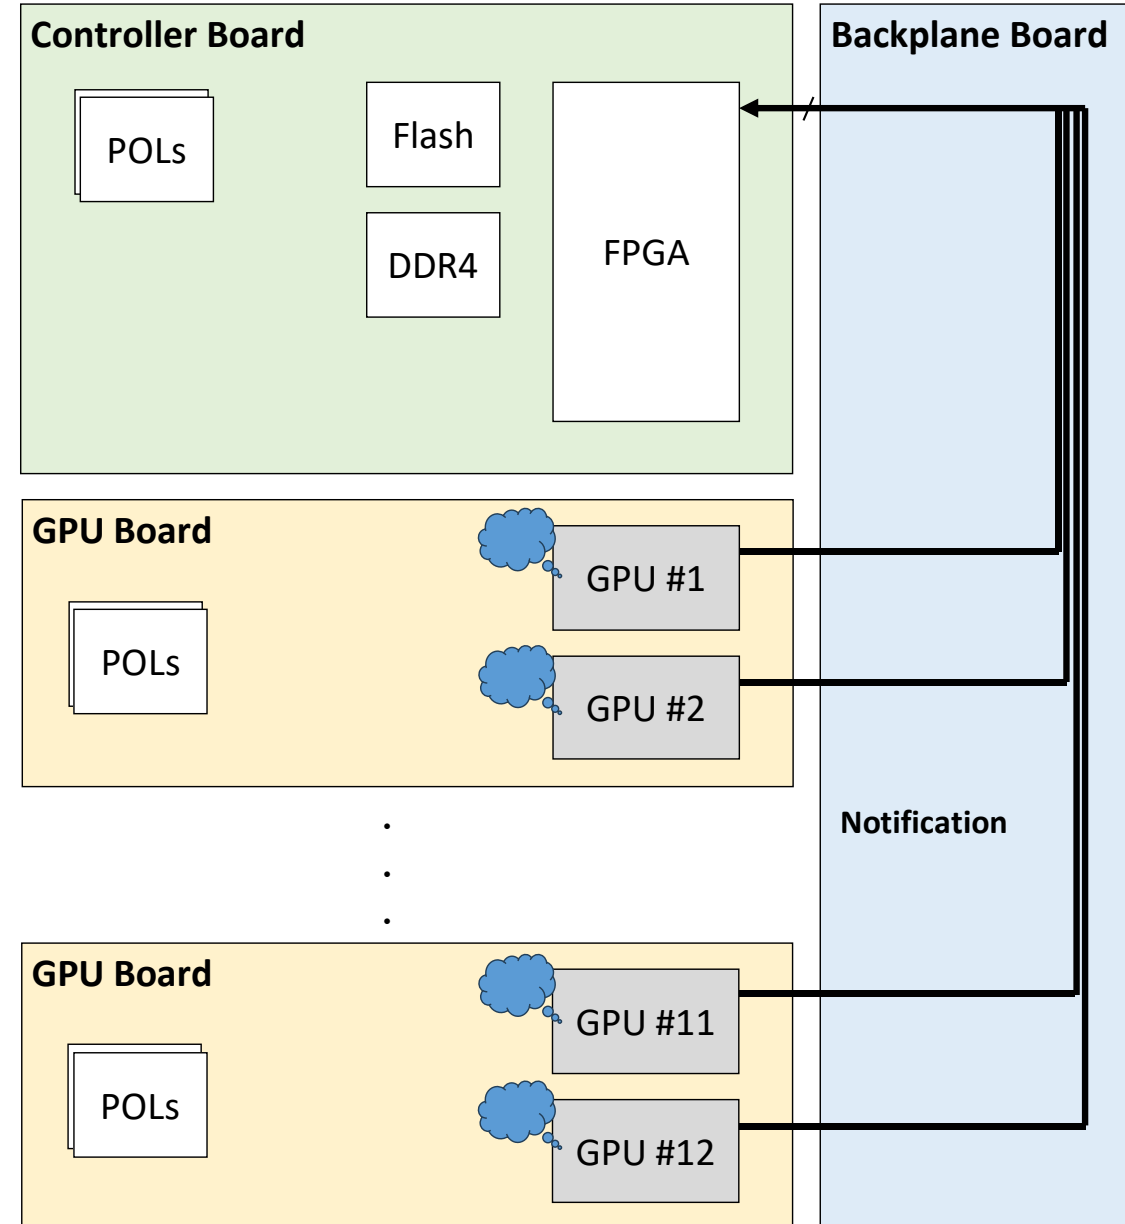 Controller Board
Backplane Board
POLs
Flash
DDR4
FPGA
GPU Board
POLs
GPU #1
GPU #2
.
.
.
Notification
GPU Board
POLs
GPU #11
GPU #12